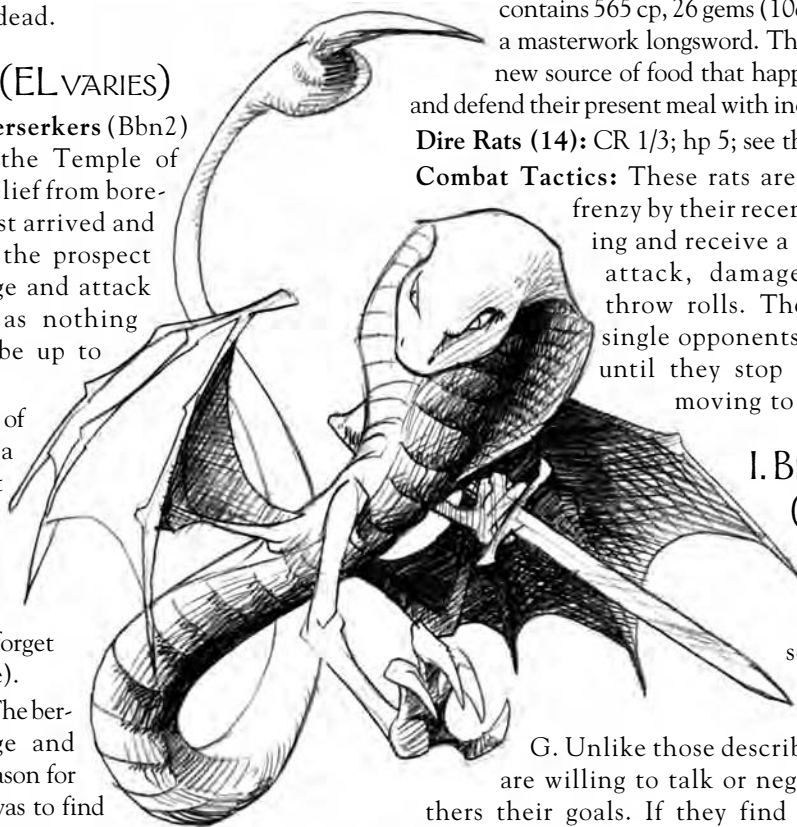 dead.
(EL VARIES)
erserkers (Bbn2)
the Temple of
elief from bore-
st arrived and
the prospect
ge and attack
as nothing
be up to
of
a
forget
e).
The ber-
ge and
ason for
was to find
contains 565 cp, 26 gems (10
a masterwork longsword. Th
new source of food that happ
and defend their present meal with in
Dire Rats (14): CR 1/3; hp 5; see th
Combat Tactics: These rats are
frenzy by their recen
ing and receive a
attack, damage
throw rolls. The
single opponents
until they stop
moving to
I. B
(
s
G. Unlike those describ
are willing to talk or neg
thers their goals. If they find